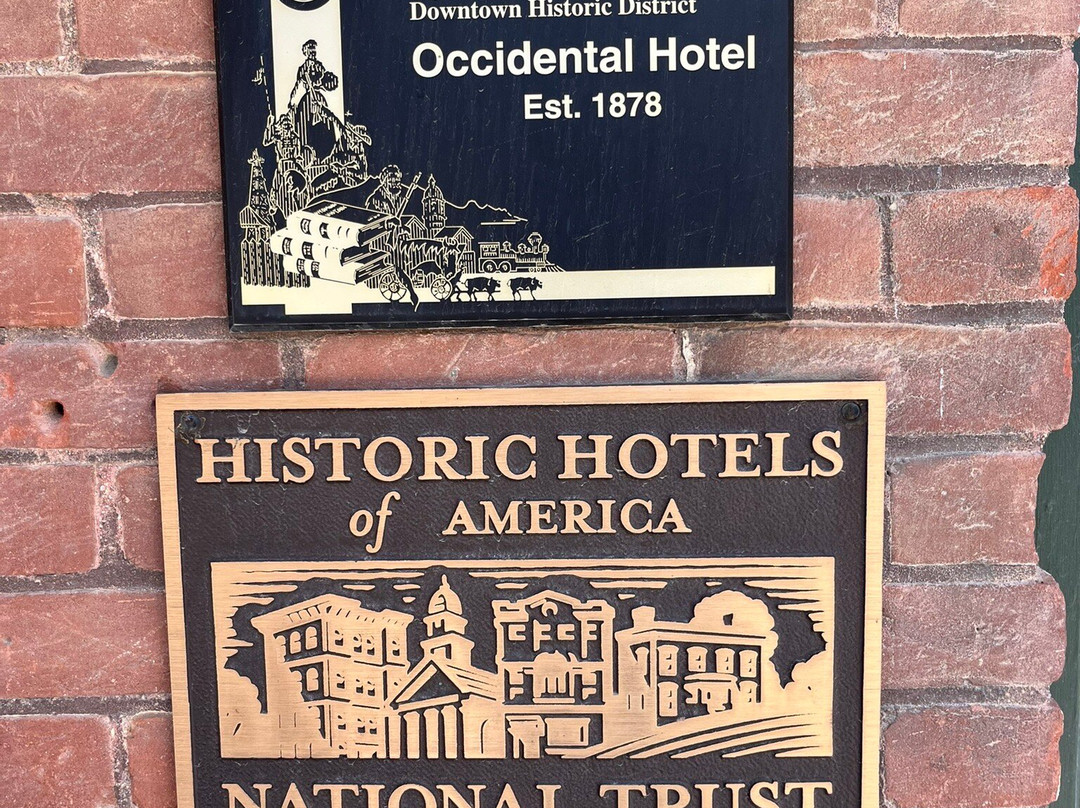 Downtown Historic District
Occidental Hotel
Est. 1878
HISTORIC HOTELS
of AMERICA
NATIONAL TRUST